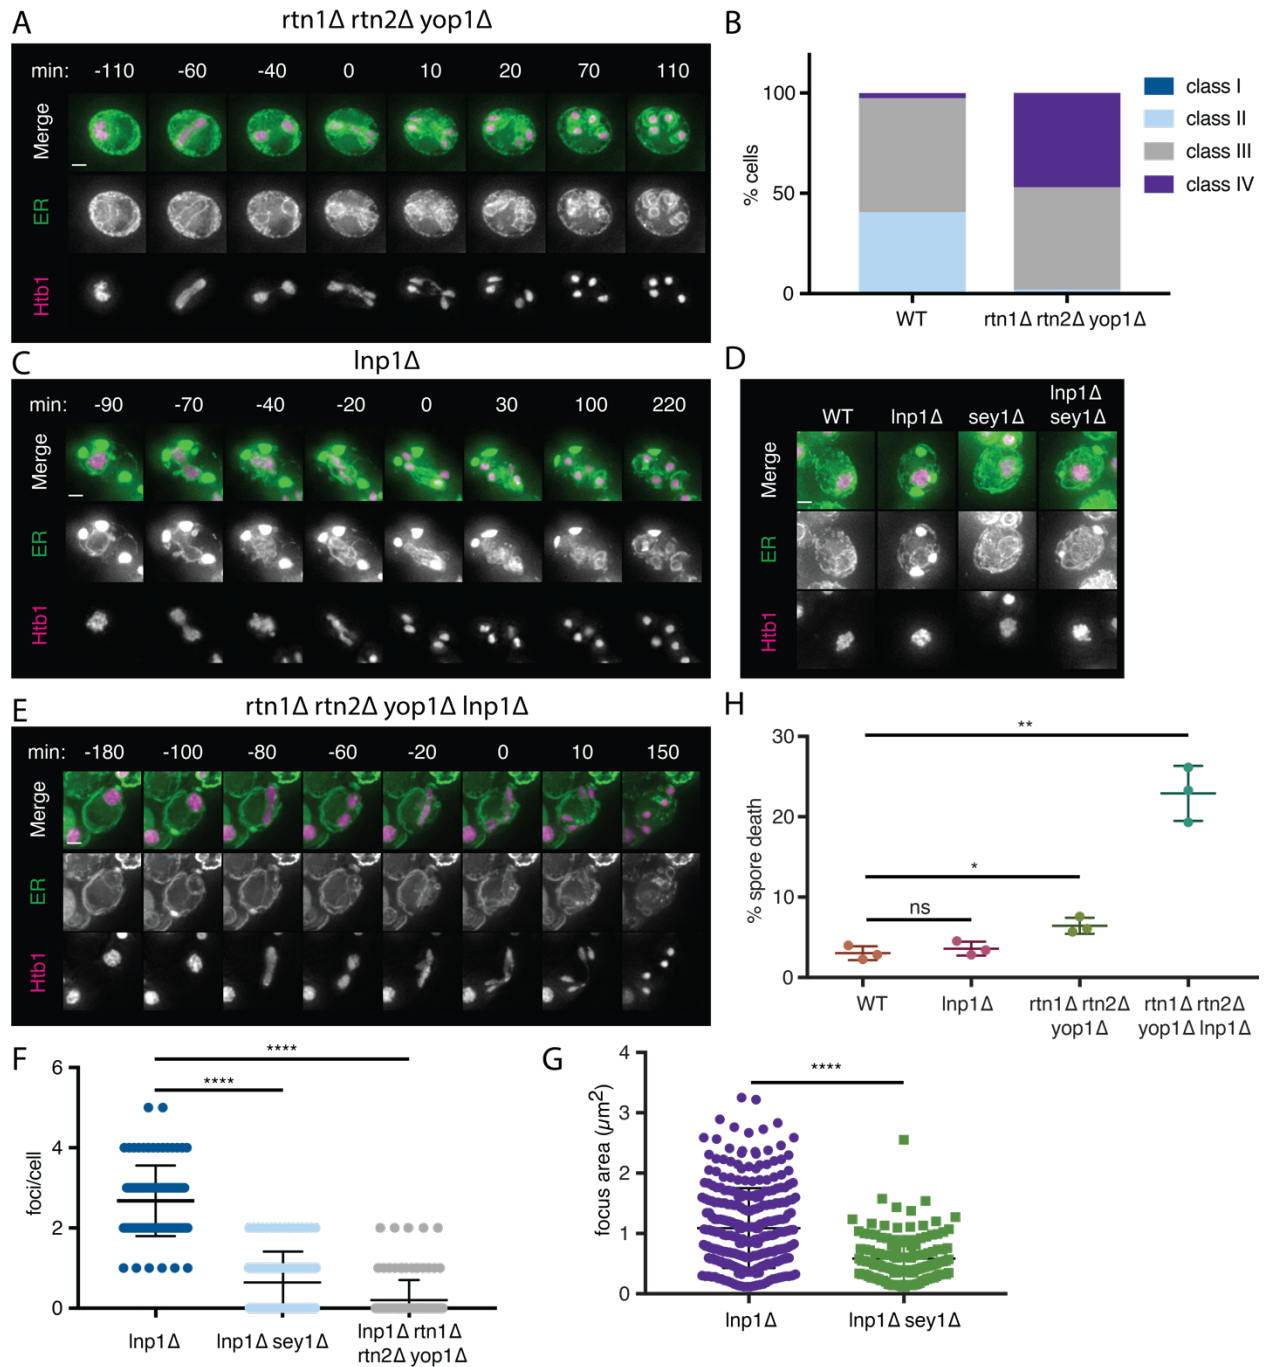 A
rtn1Δ rtn2Δ yop1Δ
min: -110 -60 -40 0 10 20 70 110
Merge
ER
Htb1
B
% cells
100
50
0
WT
rtn1Δ rtn2Δ yop1Δ
class I
class II
class III
class IV
C
lnp1Δ
min: -90 -70 -40 -20 0 30 100 220
Merge
ER
Htb1
D
WT lnp1Δ sey1Δ lnp1Δ
sey1Δ
Merge
ER
Htb1
E
rtn1Δ rtn2Δ yop1Δ lnp1Δ
min: -180 -100 -80 -60 -20 0 10 150
Merge
ER
Htb1
H
% spore death
30
20
10
0
**
*
ns
WT
lnp1Δ
rtn1Δ rtn2Δ
yop1Δ
rtn1Δ rtn2Δ
yop1Δ lnp1Δ
F
foci/cell
6
4
2
0
****
****
lnp1Δ
lnp1Δ sey1Δ
lnp1Δ rtn1Δ
rtn2Δ yop1Δ
G
focus area (μm2)
4
3
2
1
0
****
lnp1Δ
lnp1Δ sey1Δ